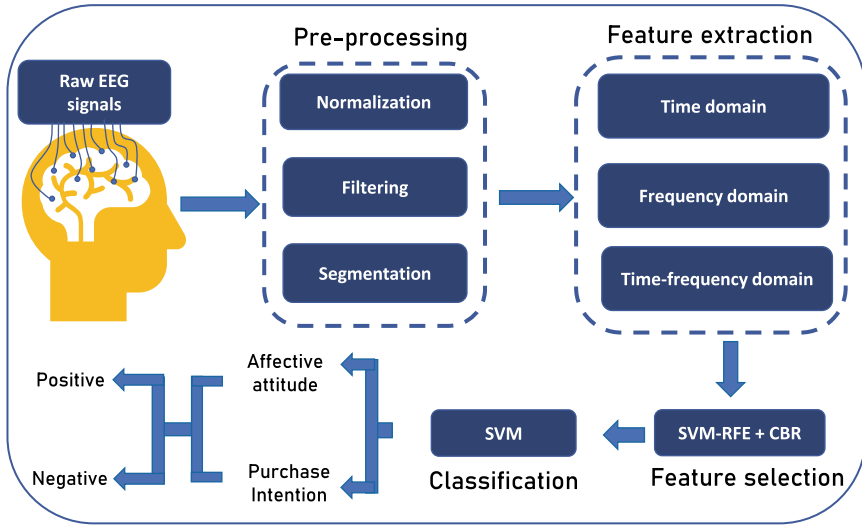 Pre-processing
Feature extraction
Raw EEG
signals
Normalization
Filtering
Segmentation
Time domain
Frequency domain
Time-frequency domain
Positive
Negative
Affective
attitude
Purchase
Intention
SVM
Classification
SVM-RFE + CBR
Feature selection